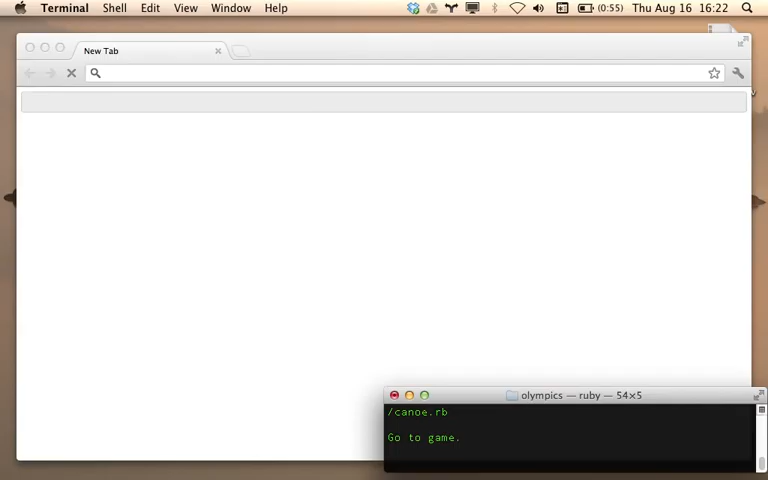 Terminal Shell Edit View Window Help (0:55) Thu Aug 16 16:22
New Tab
olympics — ruby — 54×5
/canoe.rb
Go to game.